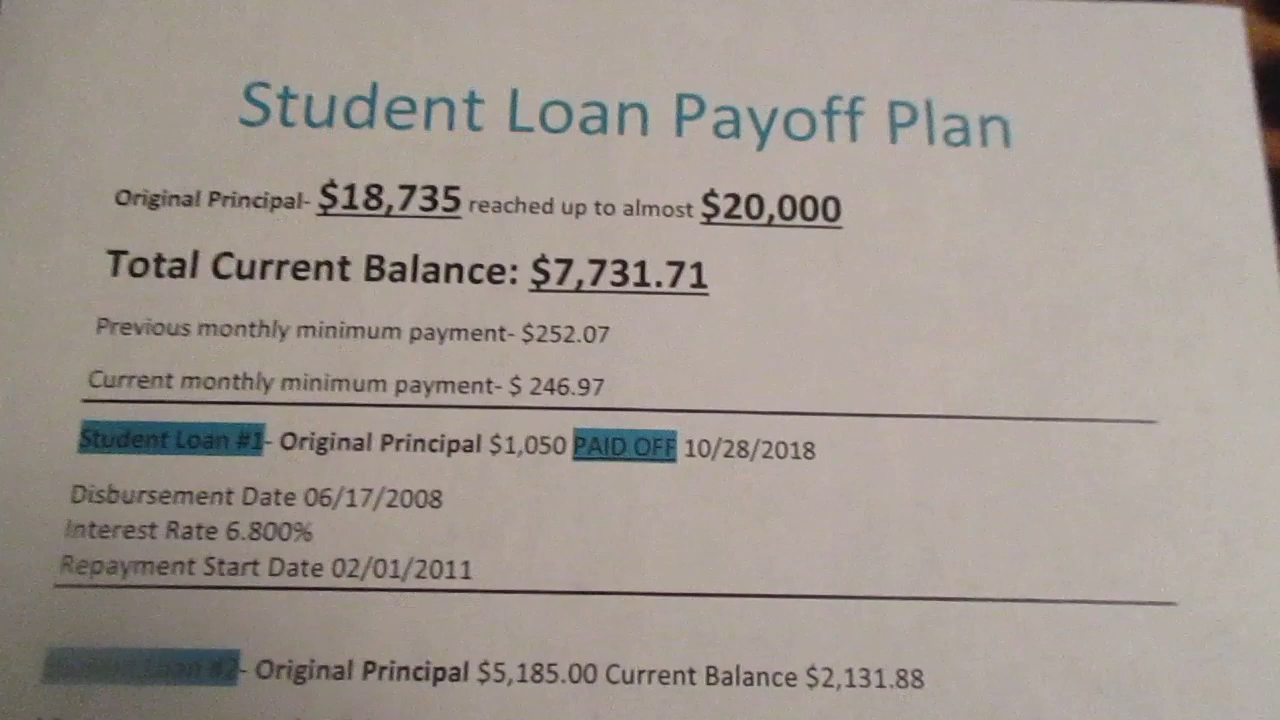 Student Loan Payoff Plan
Original Principal- $18,735 reached up to almost $20,000
Total Current Balance: $7,731.71
Previous monthly minimum payment- $252.07
Current monthly minimum payment- $ 246.97
Student Loan #1- Original Principal $1,050 PAID OFF 10/28/2018
Disbursement Date 06/17/2008
Interest Rate 6.800%
Repayment Start Date 02/01/2011
Loan #2- Original Principal $5,185.00 Current Balance $2,131.88